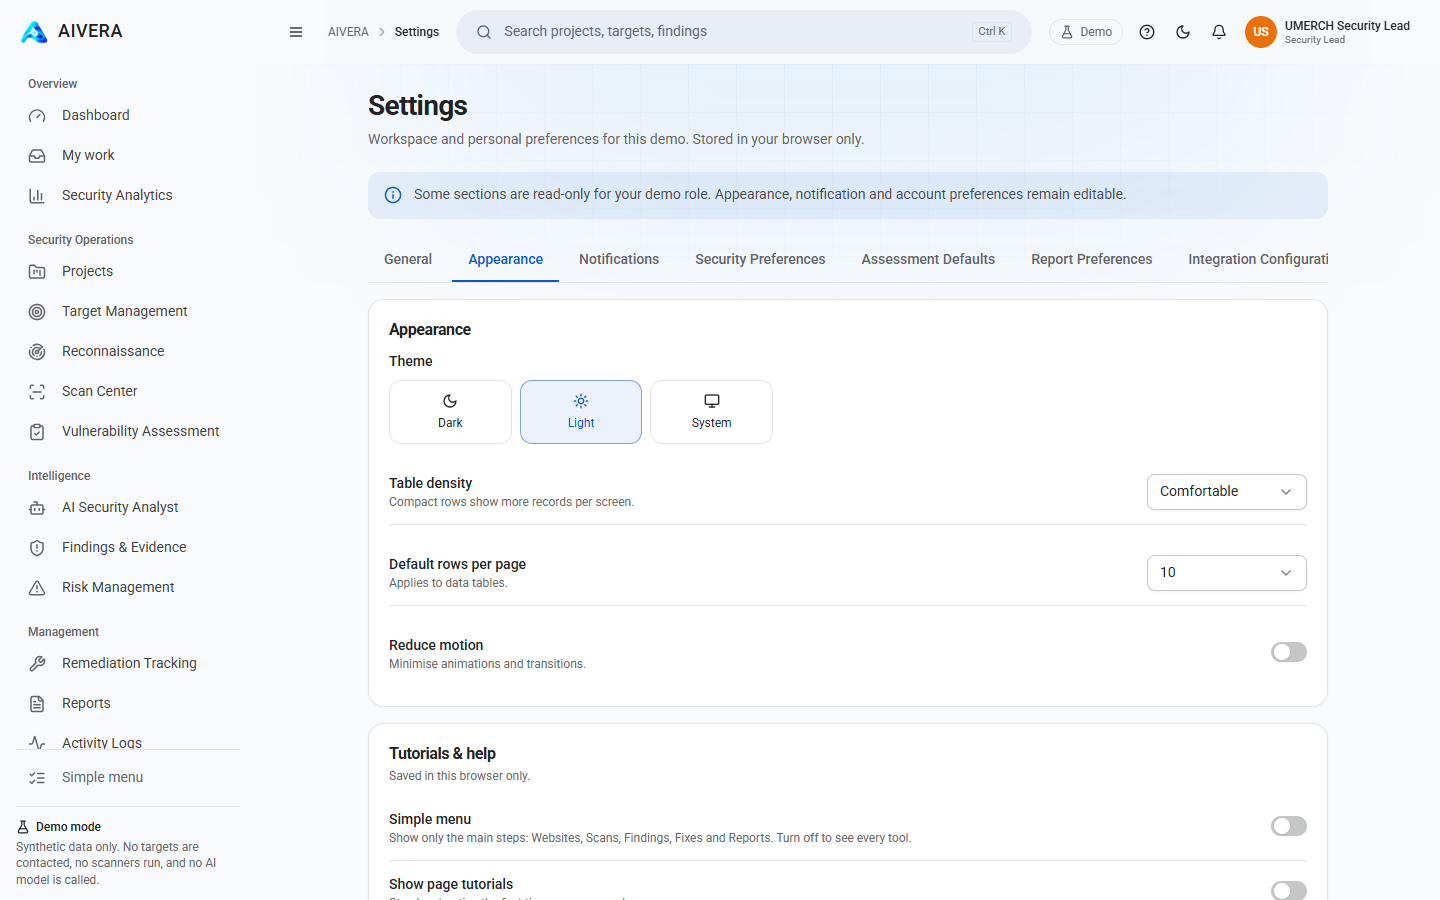 AIVERA
AIVERA > Settings
Search projects, targets, findings
Ctrl K
Demo
US
UMERCH Security Lead
Security Lead
Overview
Dashboard
My work
Security Analytics
Security Operations
Projects
Target Management
Reconnaissance
Scan Center
Vulnerability Assessment
Intelligence
AI Security Analyst
Findings & Evidence
Risk Management
Management
Remediation Tracking
Reports
Activity Logs
Simple menu
Demo mode
Synthetic data only. No targets are
contacted, no scanners run, and no AI
model is called.
Settings
Workspace and personal preferences for this demo. Stored in your browser only.
Some sections are read-only for your demo role. Appearance, notification and account preferences remain editable.
General
Appearance
Notifications
Security Preferences
Assessment Defaults
Report Preferences
Integration Configurati
Appearance
Theme
Dark
Light
System
Table density
Compact rows show more records per screen.
Comfortable
Default rows per page
Applies to data tables.
10
Reduce motion
Minimise animations and transitions.
Tutorials & help
Saved in this browser only.
Simple menu
Show only the main steps: Websites, Scans, Findings, Fixes and Reports. Turn off to see every tool.
Show page tutorials